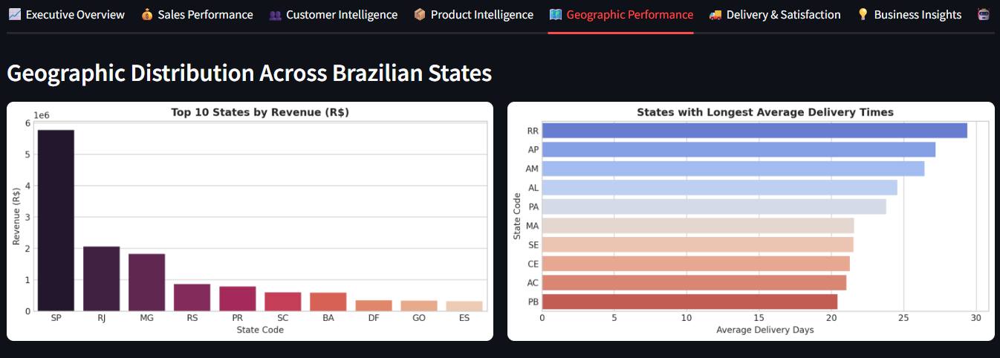 📈 Executive Overview 💰 Sales Performance 👥 Customer Intelligence 📦 Product Intelligence 🗺️ Geographic Performance 🚚 Delivery & Satisfaction 💡 Business Insights 🤖
Geographic Distribution Across Brazilian States
Top 10 States by Revenue (R$)
1e6
6
5
4
3
2
1
0
Revenue (R$)
SP RJ MG RS PR SC BA DF GO ES
State Code
States with Longest Average Delivery Times
State Code
RR
AP
AM
AL
PA
MA
SE
CE
AC
PB
0 5 10 15 20 25 30
Average Delivery Days